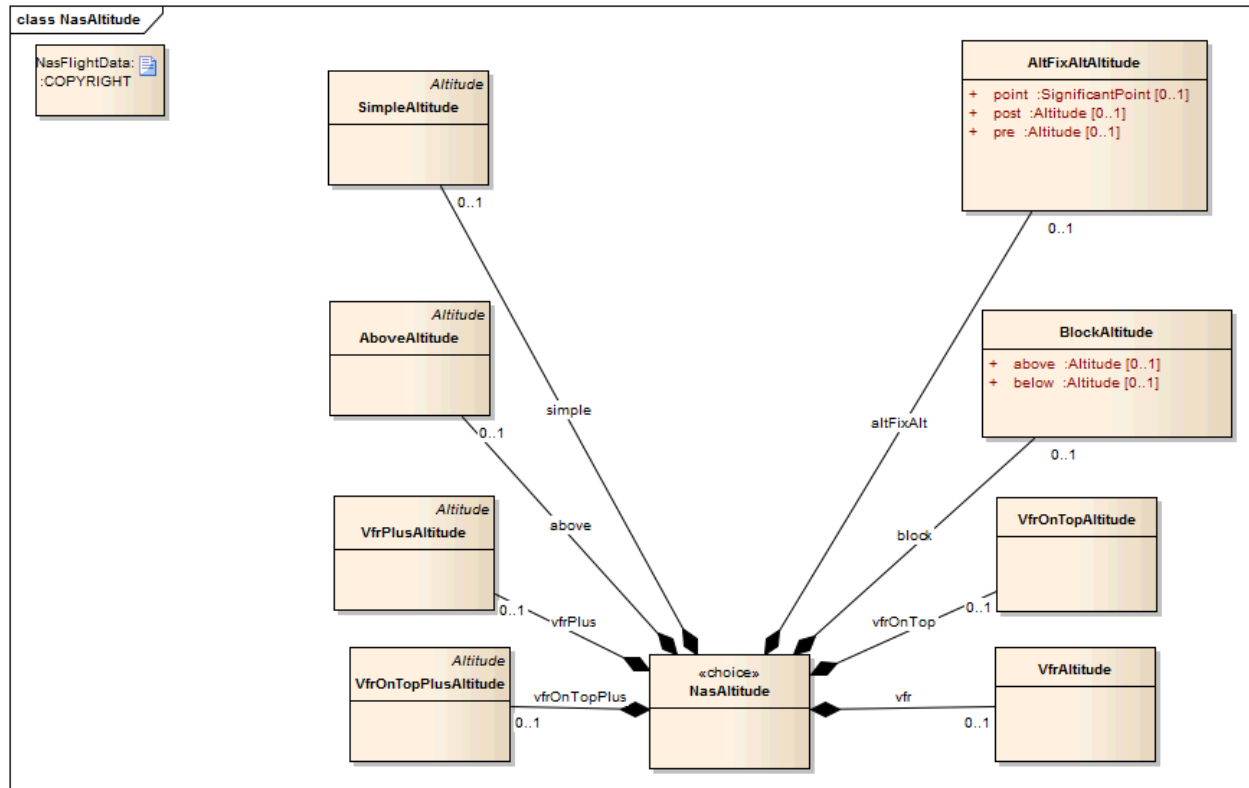 class NasAltitude
NasFlightData:
:COPYRIGHT
Altitude
SimpleAltitude
0..1
AltFixAltAltitude
+ point :SignificantPoint [0..1]
+ post :Altitude [0..1]
+ pre :Altitude [0..1]
0..1
Altitude
AboveAltitude
0..1
BlockAltitude
+ above :Altitude [0..1]
+ below :Altitude [0..1]
0..1
simple
altFixAlt
Altitude
VfrPlusAltitude
0..1
above
block
VfrOnTopAltitude
0..1
vfrPlus
vfrOnTop
Altitude
VfrOnTopPlusAltitude
0..1
vfrOnTopPlus
«choice»
NasAltitude
vfr
VfrAltitude
0..1